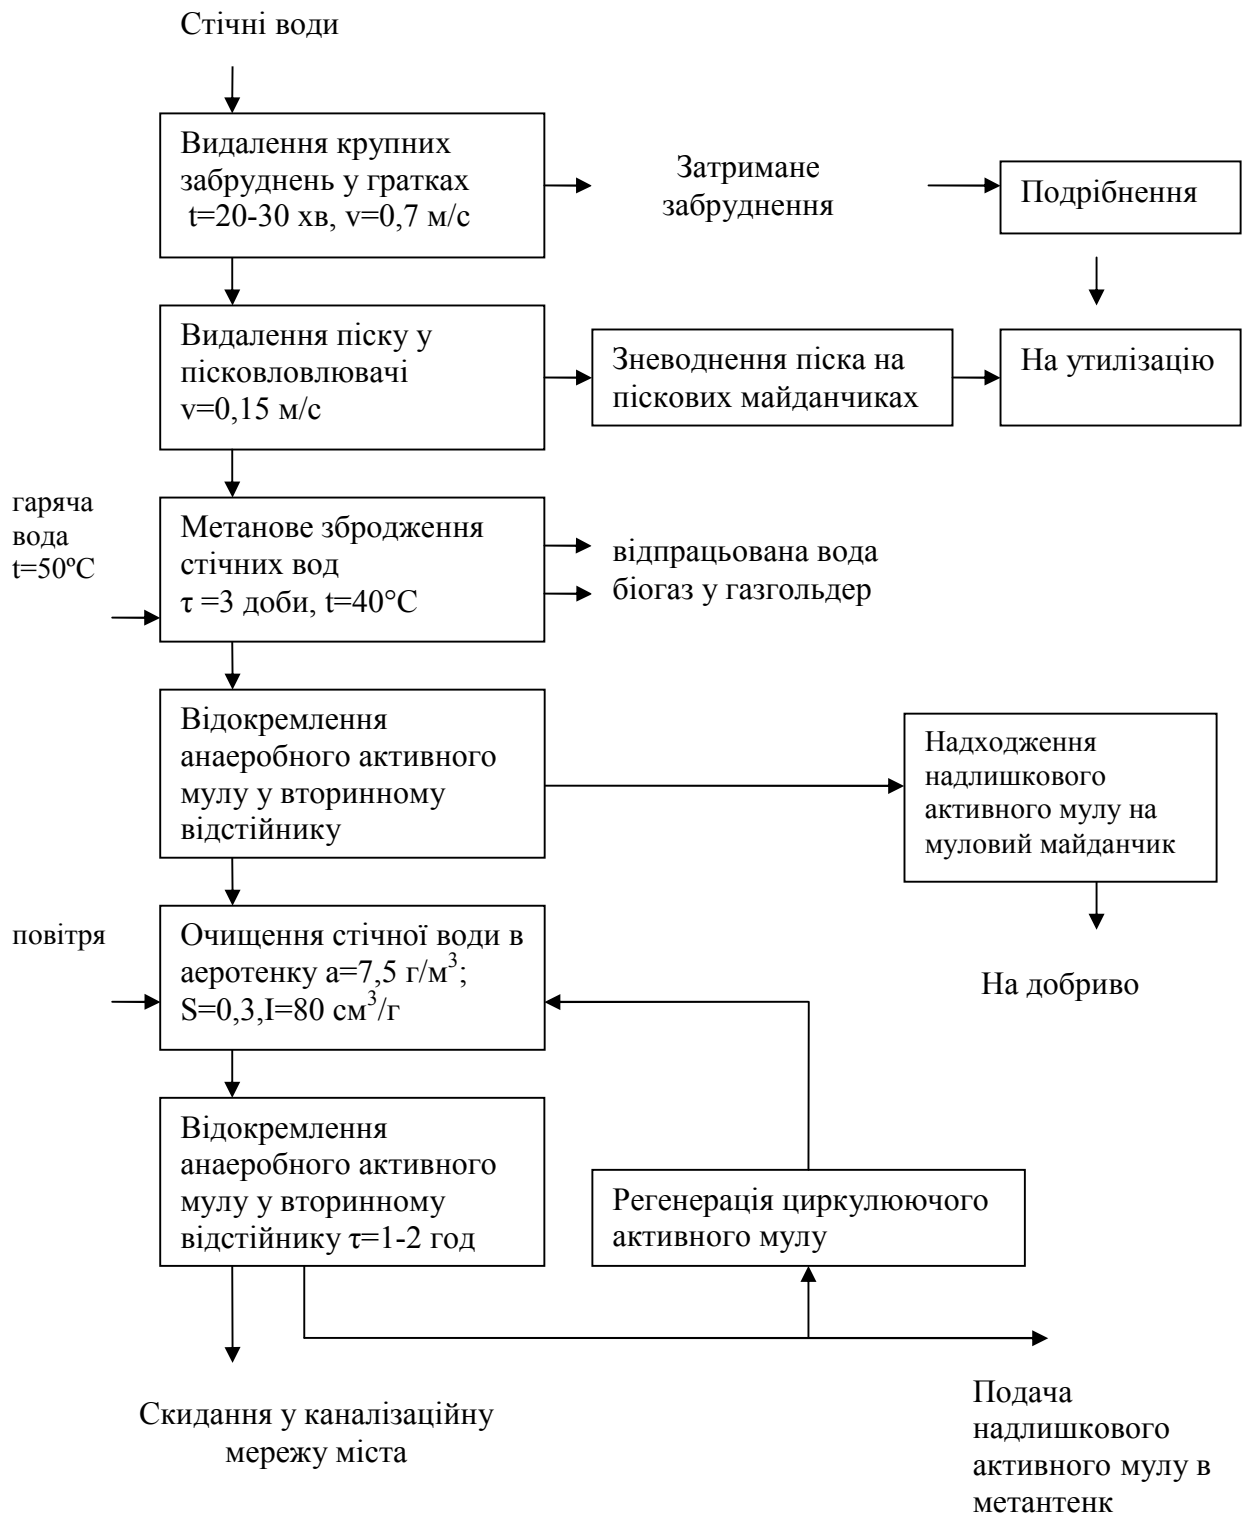 Стічні води
Видалення крупних
забруднень у гратках
t=20-30 хв, v=0,7 м/с
Затримане
забруднення
Подрібнення
Видалення піску у
пісковловлювачі
v=0,15 м/с
Зневоднення піска на
піскових майданчиках
На утилізацію
гаряча
вода
t=50ºC
Метанове збродження
стічних вод
τ =3 доби, t=40°C
відпрацьована вода
біогаз у газгольдер
Відокремлення
анаеробного активного
мулу у вторинному
відстійнику
Надходження
надлишкового
активного мулу на
муловий майданчик
повітря
Очищення стічної води в
аеротенку а=7,5 г/м³;
S=0,3,I=80 см³/г
На добриво
Відокремлення
анаеробного активного
мулу у вторинному
відстійнику τ=1-2 год
Регенерація циркулюючого
активного мулу
Скидання у каналізаційну
мережу міста
Подача
надлишкового
активного мулу в
метантенк